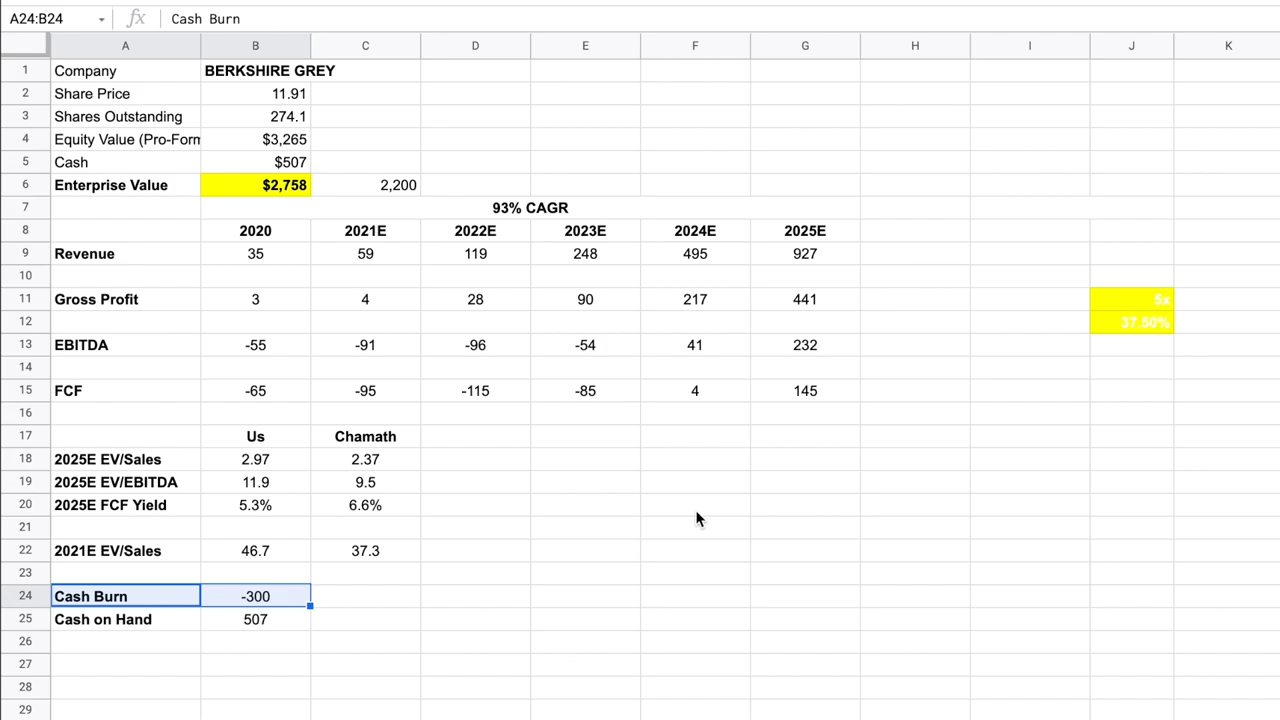 A24:B24 fx Cash Burn
A B C D E F G H I J K
1 Company BERKSHIRE GREY
2 Share Price 11.91
3 Shares Outstanding 274.1
4 Equity Value (Pro-Form $3,265
5 Cash $507
6 Enterprise Value $2,758 2,200
7 93% CAGR
8 2020 2021E 2022E 2023E 2024E 2025E
9 Revenue 35 59 119 248 495 927
10
11 Gross Profit 3 4 28 90 217 441 5x
12 37.50%
13 EBITDA -55 -91 -96 -54 41 232
14
15 FCF -65 -95 -115 -85 4 145
16
17 Us Chamath
18 2025E EV/Sales 2.97 2.37
19 2025E EV/EBITDA 11.9 9.5
20 2025E FCF Yield 5.3% 6.6%
21
22 2021E EV/Sales 46.7 37.3
23
24 Cash Burn -300
25 Cash on Hand 507
26
27
28
29